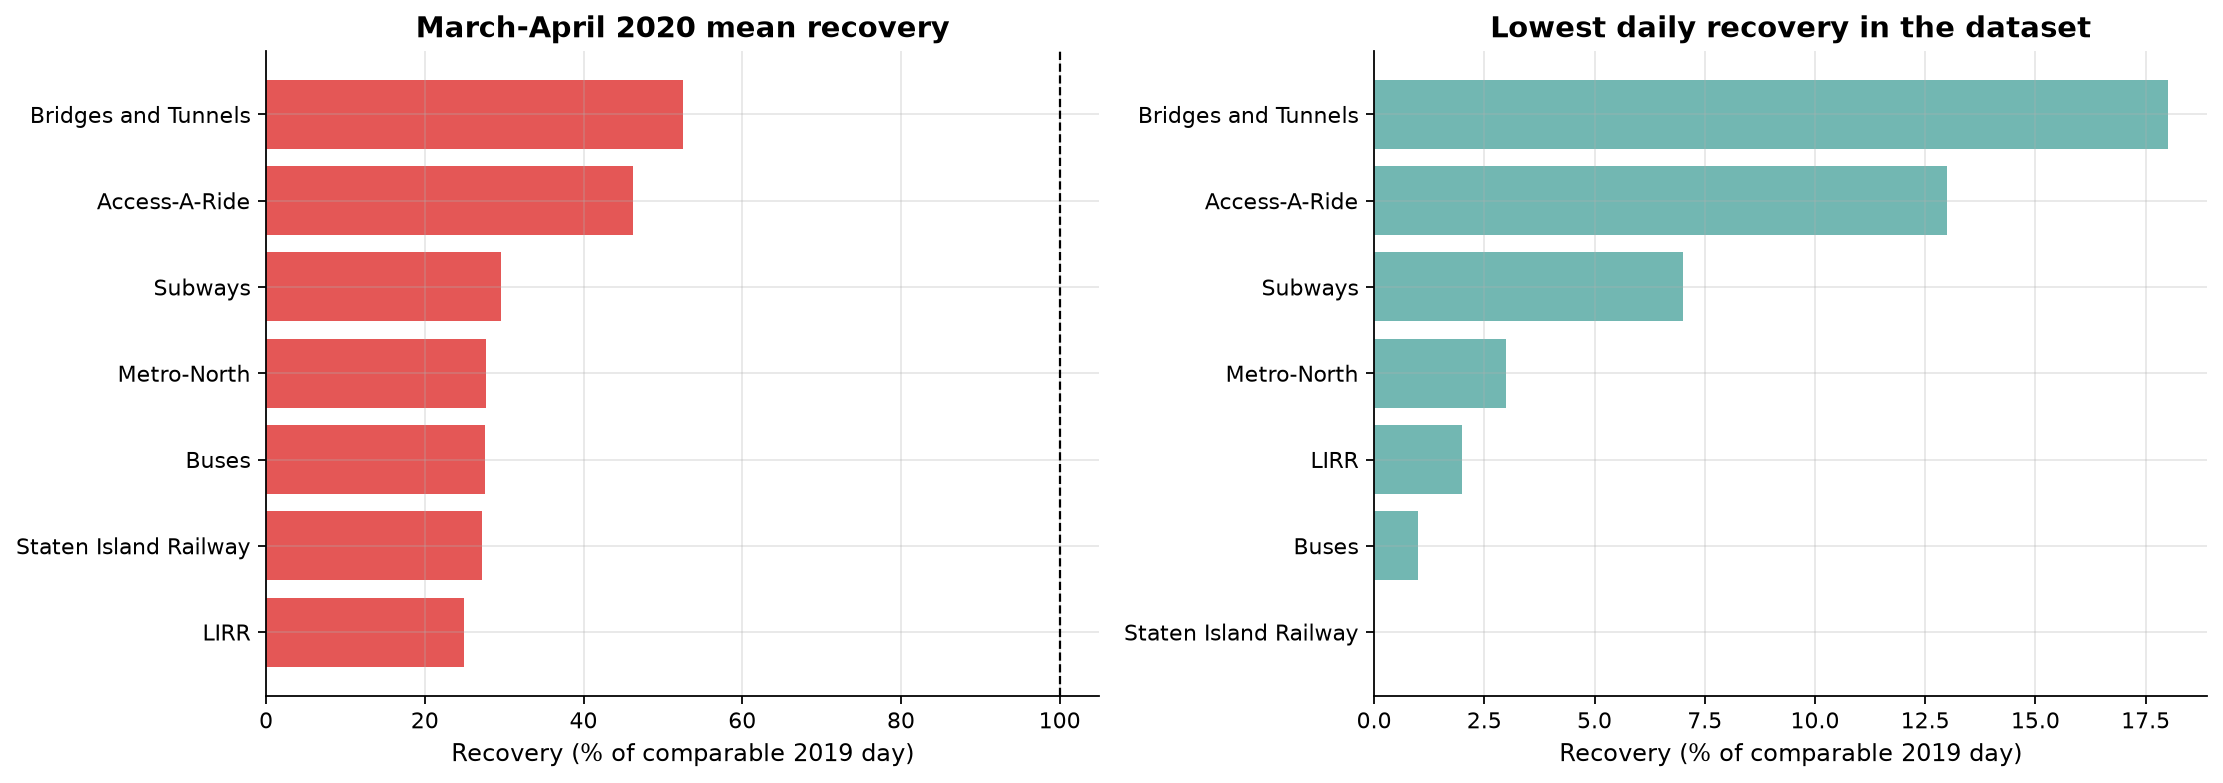 March-April 2020 mean recovery
Bridges and Tunnels
Access-A-Ride
Subways
Metro-North
Buses
Staten Island Railway
LIRR
0 20 40 60 80 100
Recovery (% of comparable 2019 day)
Lowest daily recovery in the dataset
Bridges and Tunnels
Access-A-Ride
Subways
Metro-North
LIRR
Buses
Staten Island Railway
0.0 2.5 5.0 7.5 10.0 12.5 15.0 17.5
Recovery (% of comparable 2019 day)